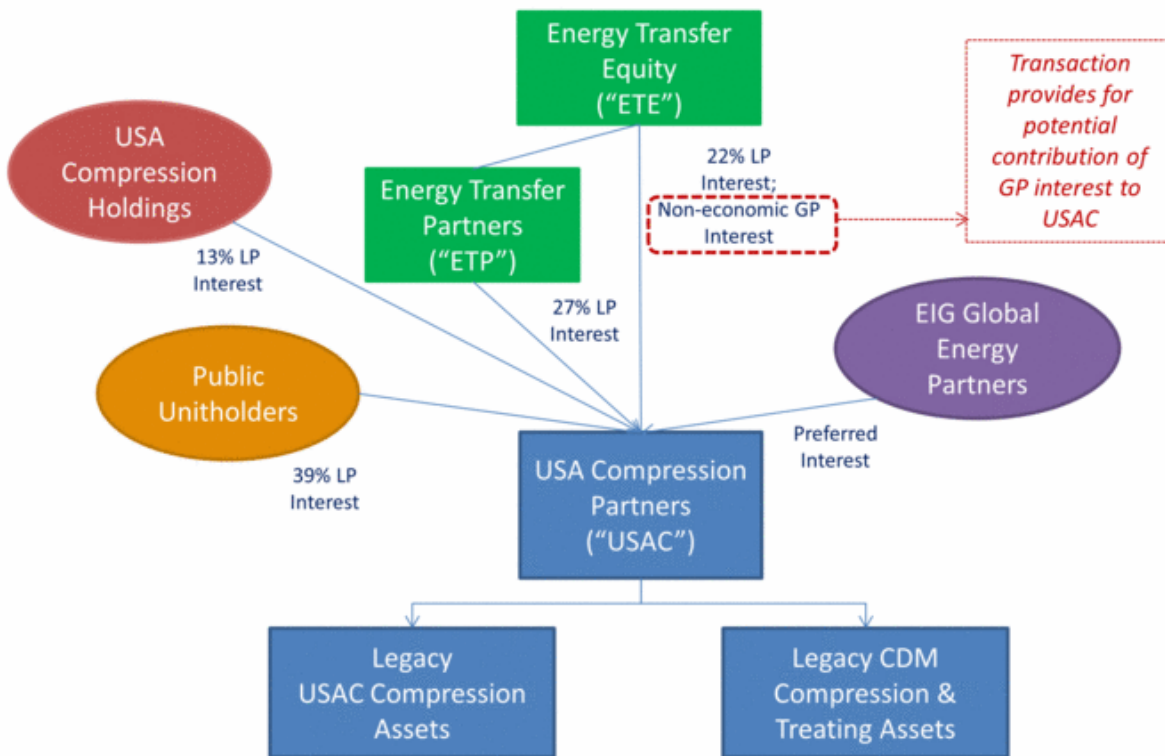 Energy Transfer
Equity
(“ETE”)
Transaction
provides for
potential
contribution of
GP interest to
USAC
USA
Compression
Holdings
22% LP
Interest;
Non-economic GP
Interest
Energy Transfer
Partners
(“ETP”)
13% LP
Interest
27% LP
Interest
EIG Global
Energy
Partners
Public
Unitholders
39% LP
Interest
Preferred
Interest
USA Compression
Partners
(“USAC”)
Legacy
USAC Compression
Assets
Legacy CDM
Compression &
Treating Assets